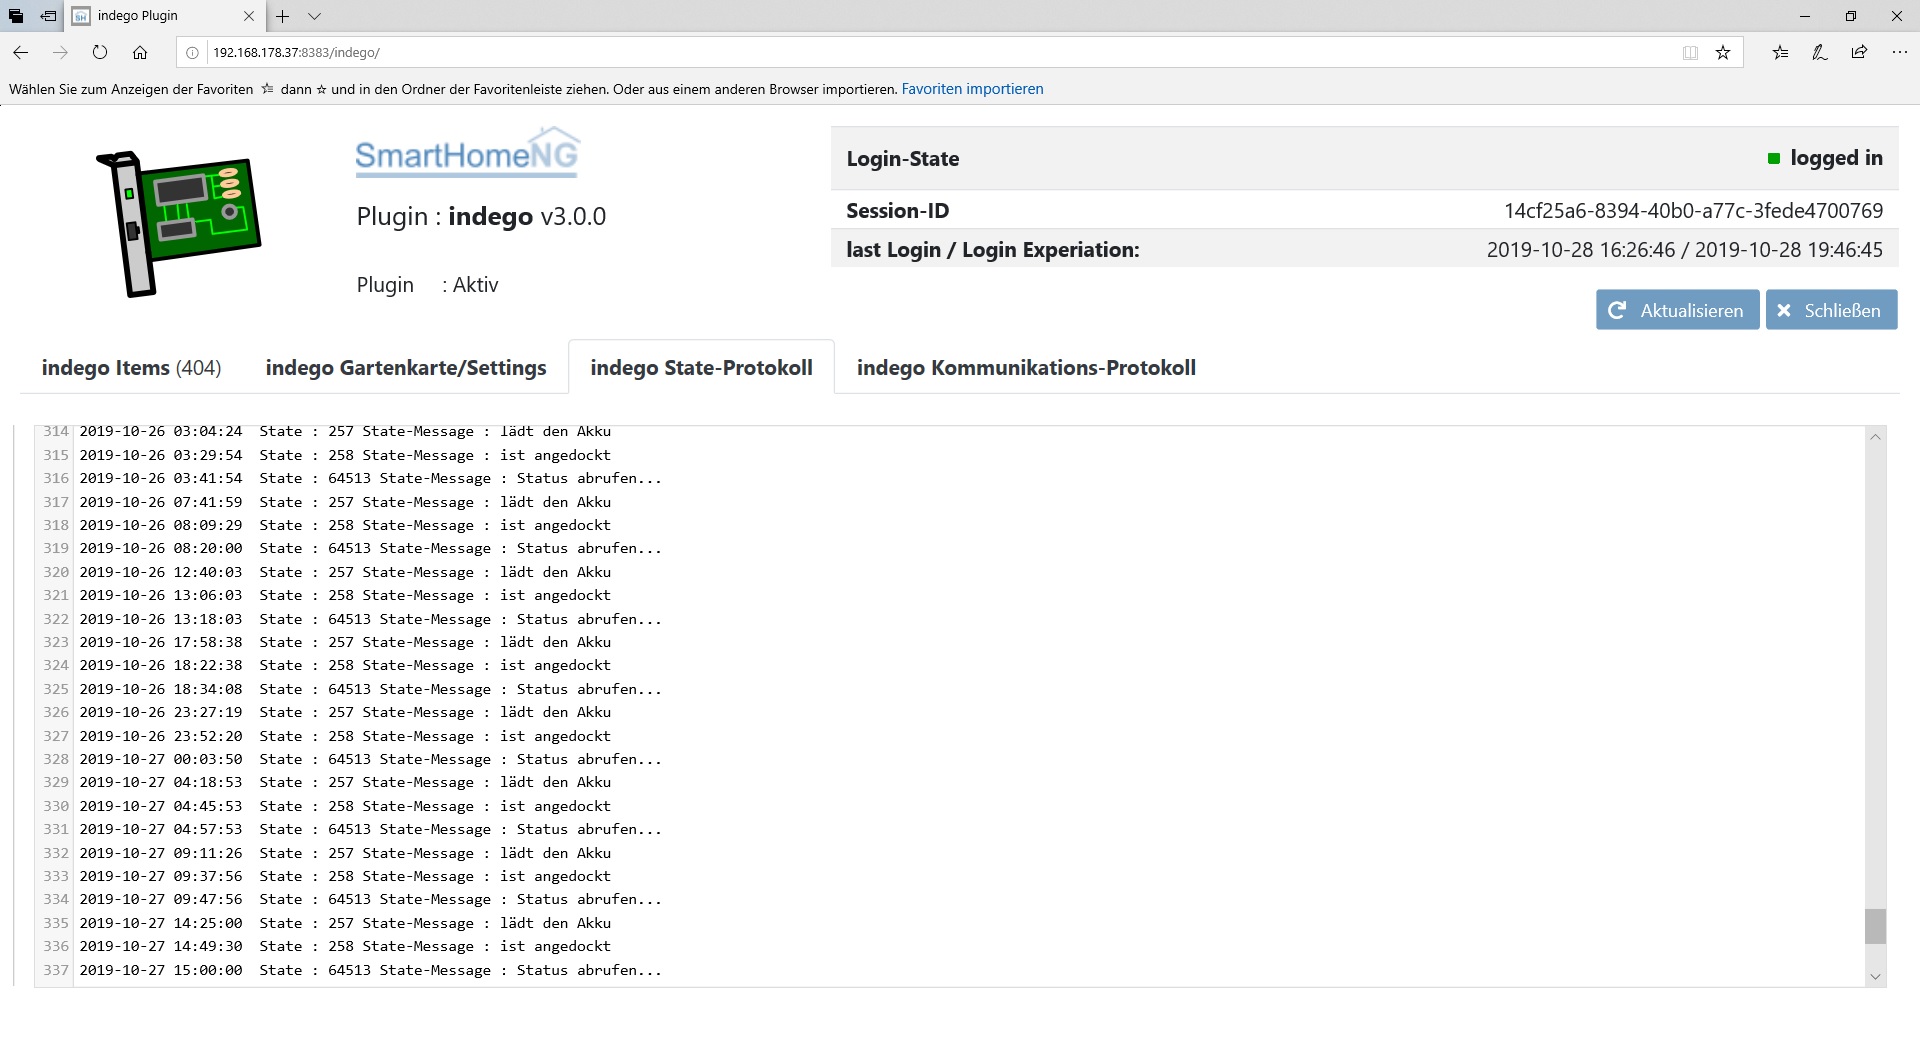 indego Plugin
192.168.178.37:8383/indego/
Wählen Sie zum Anzeigen der Favoriten dann und in den Ordner der Favoritenleiste ziehen. Oder aus einem anderen Browser importieren. Favoriten importieren
SmartHomeNG
Plugin : indego v3.0.0
Plugin : Aktiv
Login-State logged in
Session-ID 14cf25a6-8394-40b0-a77c-3fede4700769
last Login / Login Experiation: 2019-10-28 16:26:46 / 2019-10-28 19:46:45
Aktualisieren Schließen
indego Items (404) indego Gartenkarte/Settings indego State-Protokoll indego Kommunikations-Protokoll
314 2019-10-26 03:04:24 State : 257 State-Message : lädt den Akku
315 2019-10-26 03:29:54 State : 258 State-Message : ist angedockt
316 2019-10-26 03:41:54 State : 64513 State-Message : Status abrufen...
317 2019-10-26 07:41:59 State : 257 State-Message : lädt den Akku
318 2019-10-26 08:09:29 State : 258 State-Message : ist angedockt
319 2019-10-26 08:20:00 State : 64513 State-Message : Status abrufen...
320 2019-10-26 12:40:03 State : 257 State-Message : lädt den Akku
321 2019-10-26 13:06:03 State : 258 State-Message : ist angedockt
322 2019-10-26 13:18:03 State : 64513 State-Message : Status abrufen...
323 2019-10-26 17:58:38 State : 257 State-Message : lädt den Akku
324 2019-10-26 18:22:38 State : 258 State-Message : ist angedockt
325 2019-10-26 18:34:08 State : 64513 State-Message : Status abrufen...
326 2019-10-26 23:27:19 State : 257 State-Message : lädt den Akku
327 2019-10-26 23:52:20 State : 258 State-Message : ist angedockt
328 2019-10-27 00:03:50 State : 64513 State-Message : Status abrufen...
329 2019-10-27 04:18:53 State : 257 State-Message : lädt den Akku
330 2019-10-27 04:45:53 State : 258 State-Message : ist angedockt
331 2019-10-27 04:57:53 State : 64513 State-Message : Status abrufen...
332 2019-10-27 09:11:26 State : 257 State-Message : lädt den Akku
333 2019-10-27 09:37:56 State : 258 State-Message : ist angedockt
334 2019-10-27 09:47:56 State : 64513 State-Message : Status abrufen...
335 2019-10-27 14:25:00 State : 257 State-Message : lädt den Akku
336 2019-10-27 14:49:30 State : 258 State-Message : ist angedockt
337 2019-10-27 15:00:00 State : 64513 State-Message : Status abrufen...